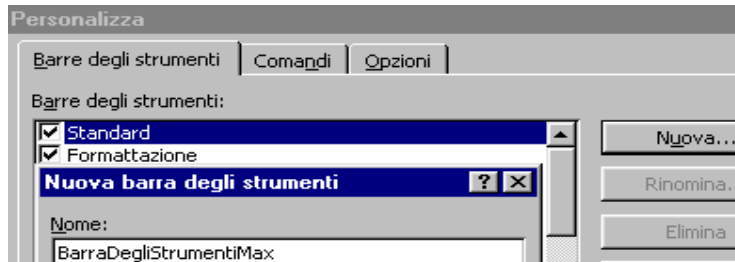 Personalizza
Barre degli strumenti Comandi Opzioni
Barre degli strumenti:
Standard
Nuova...
Formattazione
Nuova barra degli strumenti
Rinomina.
Nome:
Elimina
BarraDegliStrumentiMax